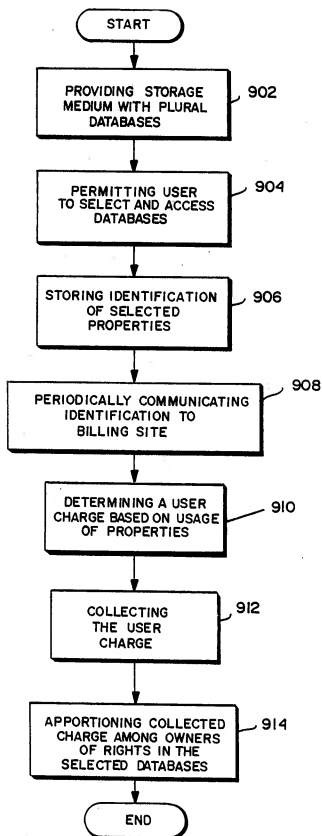 START
PROVIDING STORAGE
MEDIUM WITH PLURAL
DATABASES
902
PERMITTING USER
TO SELECT AND ACCESS
DATABASES
904
STORING IDENTIFICATION
OF SELECTED
PROPERTIES
906
PERIODICALLY COMMUNICATING
IDENTIFICATION TO
BILLING SITE
908
DETERMINING A USER
CHARGE BASED ON USAGE
OF PROPERTIES
910
COLLECTING
THE USER
CHARGE
912
APPORTIONING COLLECTED
CHARGE AMONG OWNERS
OF RIGHTS IN THE
SELECTED DATABASES
914
END